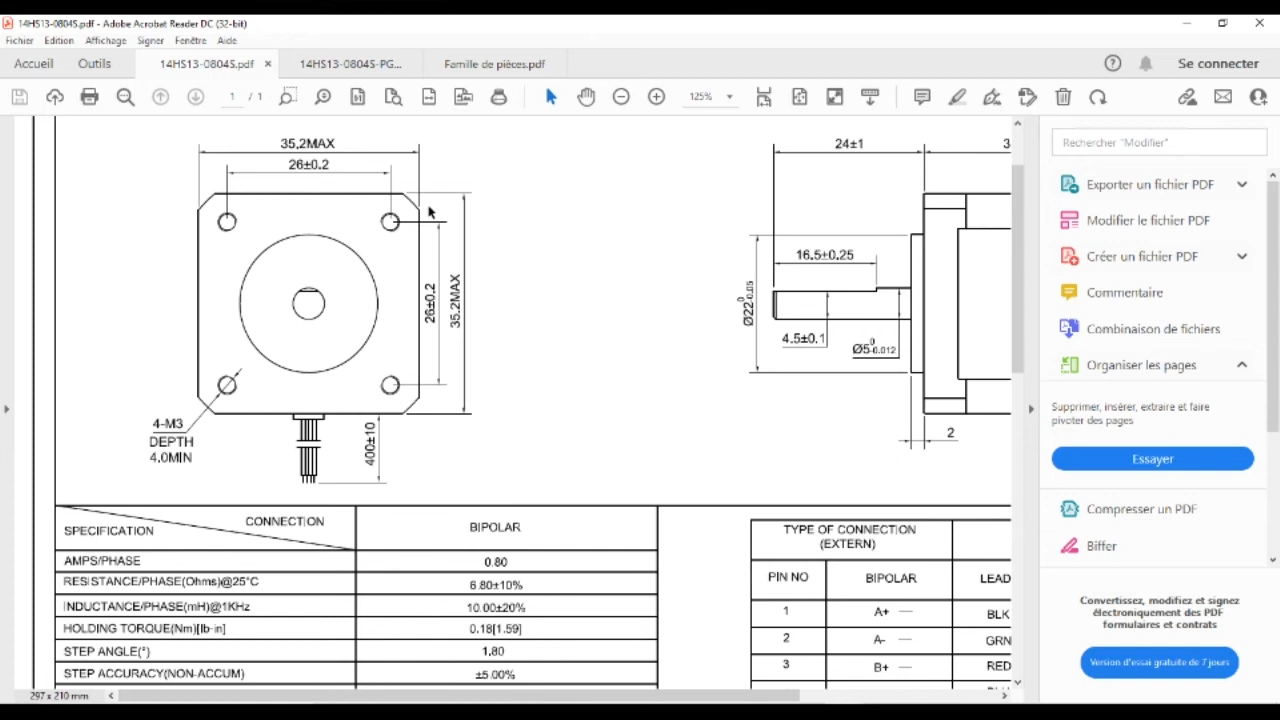 14HS13-0804S.pdf - Adobe Acrobat Reader DC (32-bit)
Fichier Edition Affichage Signer Fenêtre Aide
Accueil Outils 14HS13-0804S.pdf × 14HS13-0804S-PG... Famille de pièces.pdf Se connecter
1 / 1 125%
35,2MAX
26±0.2
26±0.2
35.2MAX
4-M3
DEPTH
4.0MIN
400±10
24±1
3
16.5±0.25
Ø22 0 -0.05
4.5±0.1
Ø5 0 -0.012
2
SPECIFICATION CONNECTION BIPOLAR
AMPS/PHASE 0.80
RESISTANCE/PHASE(Ohms)@25°C 6.80±10%
INDUCTANCE/PHASE(mH)@1KHz 10.00±20%
HOLDING TORQUE(Nm)[lb-in] 0.18[1.59]
STEP ANGLE(°) 1.80
STEP ACCURACY(NON-ACCUM) ±5.00%
TYPE OF CONNECTION
(EXTERN)
PIN NO BIPOLAR LEAD
1 A+ — BLK
2 A- — GRN
3 B+ — RED
297 x 210 mm
Rechercher "Modifier"
Exporter un fichier PDF
Modifier le fichier PDF
Créer un fichier PDF
Commentaire
Combinaison de fichiers
Organiser les pages
Supprimer, insérer, extraire et faire
pivoter des pages
Essayer
Compresser un PDF
Biffer
Convertissez, modifiez et signez
électroniquement des PDF
formulaires et contrats
Version d'essai gratuite de 7 jours